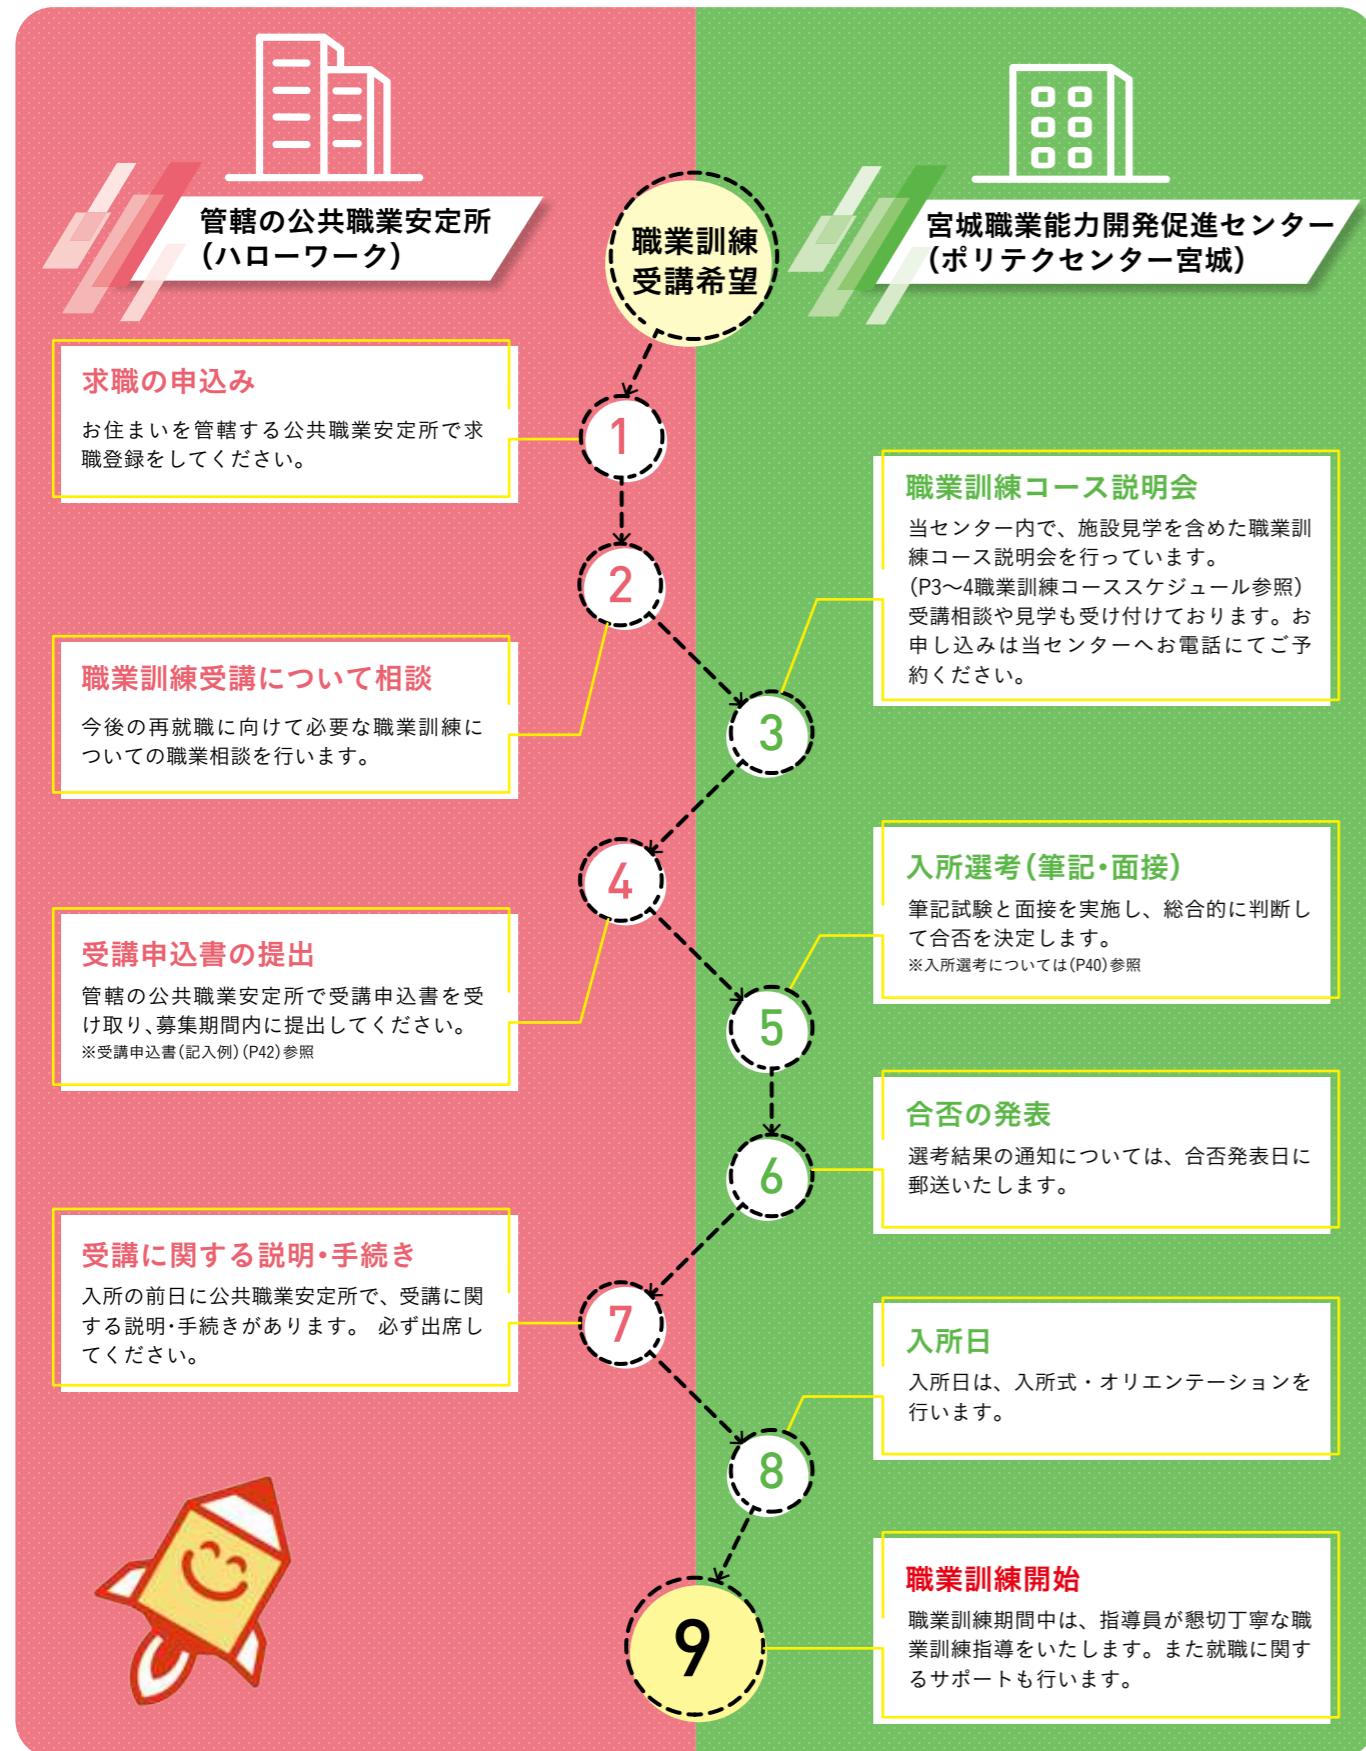 管轄の公共職業安定所
(ハローワーク)
職業訓練
受講希望
宮城職業能力開発促進センター
(ポリテクセンター宮城)
1
求職の申込み
お住まいを管轄する公共職業安定所で求
職登録をしてください。
2
職業訓練受講について相談
今後の再就職に向けて必要な職業訓練に
ついての職業相談を行います。
3
職業訓練コース説明会
当センター内で、施設見学を含めた職業訓
練コース説明会を行っています。
(P3〜4職業訓練コーススケジュール参照)
受講相談や見学も受け付けております。お
申し込みは当センターへお電話にてご予
約ください。
4
受講申込書の提出
管轄の公共職業安定所で受講申込書を受
け取り、募集期間内に提出してください。
※受講申込書(記入例)(P42)参照
5
入所選考(筆記・面接)
筆記試験と面接を実施し、総合的に判断し
て合否を決定します。
※入所選考については(P40)参照
6
合否の発表
選考結果の通知については、合否発表日に
郵送いたします。
7
受講に関する説明・手続き
入所の前日に公共職業安定所で、受講に関
する説明・手続きがあります。 必ず出席し
てください。
8
入所日
入所日は、入所式・オリエンテーションを
行います。
9
職業訓練開始
職業訓練期間中は、指導員が懇切丁寧な職
業訓練指導をいたします。また就職に関す
るサポートも行います。